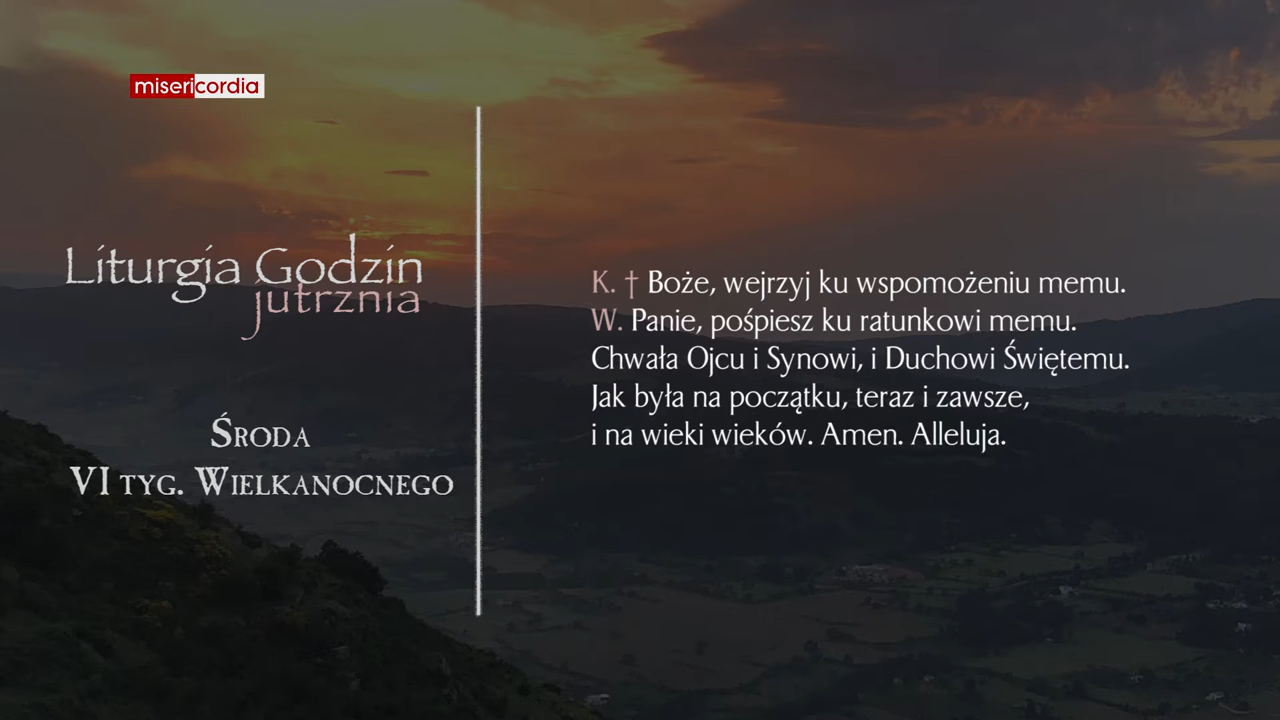 misericordia
Liturgia Godzin
jutrznia
Środa
VI tyg. Wielkanocnego
K. † Boże, wejrzyj ku wspomożeniu memu.
W. Panie, pośpiesz ku ratunkowi memu.
Chwała Ojcu i Synowi, i Duchowi Świętemu.
Jak była na początku, teraz i zawsze,
i na wieki wieków. Amen. Alleluja.